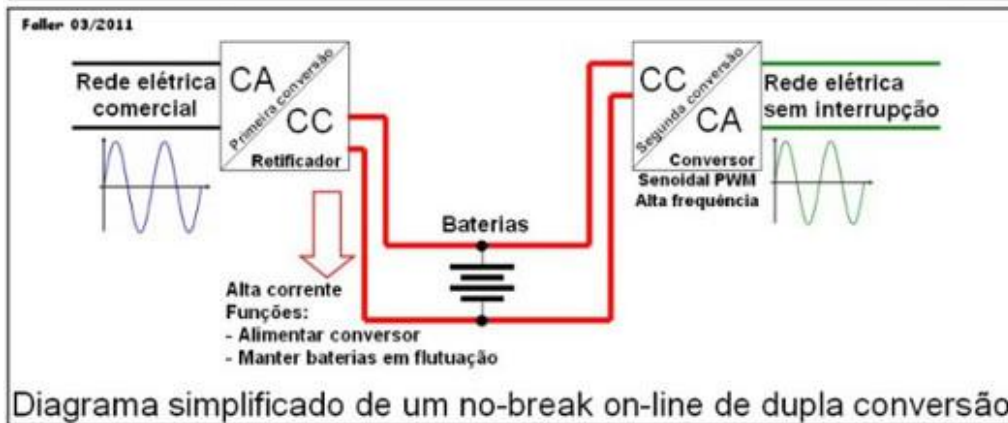 Faller 03/2011
Rede elétrica
comercial
CA
Primeira conversão
CC
Retificador
Alta corrente
Funções:
- Alimentar conversor
- Manter baterias em flutuação
Baterias
CC
Segunda conversão
CA
Conversor
Senoidal PWM
Alta frequência
Rede elétrica
sem interrupção
Diagrama simplificado de um no-break on-line de dupla conversão